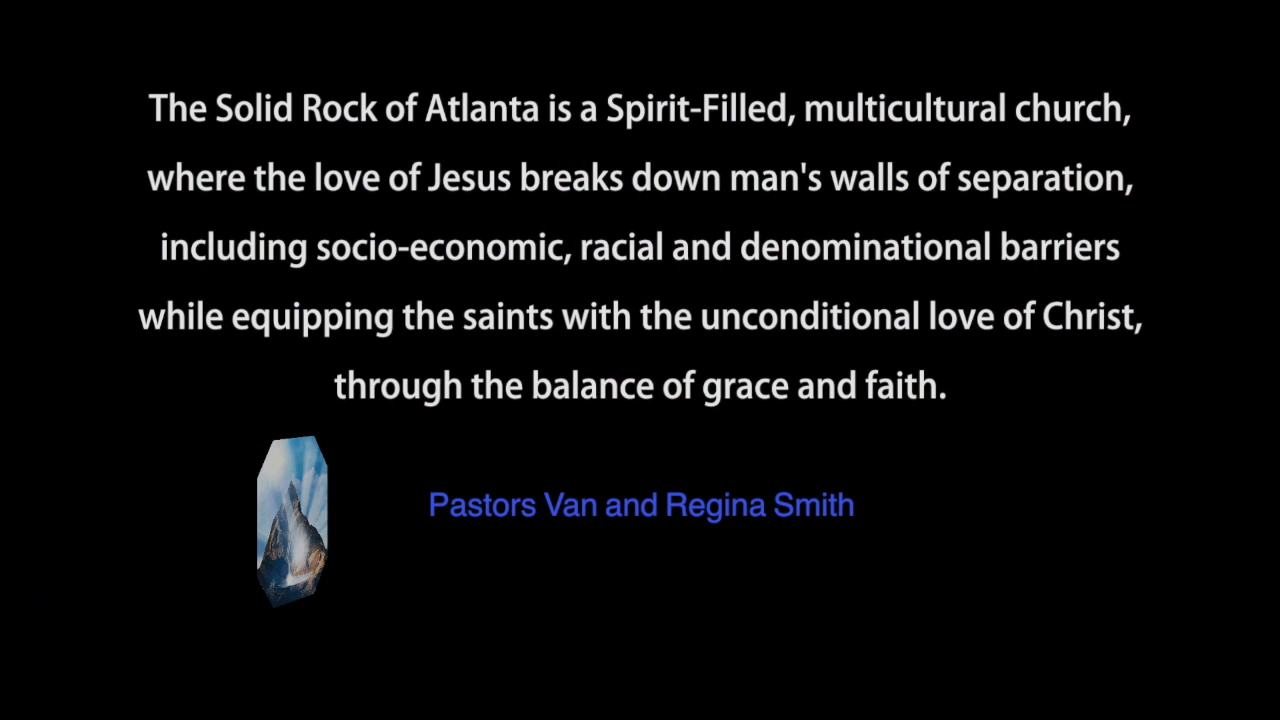 The Solid Rock of Atlanta is a Spirit-Filled, multicultural church,
where the love of Jesus breaks down man's walls of separation,
including socio-economic, racial and denominational barriers
while equipping the saints with the unconditional love of Christ,
through the balance of grace and faith.
Pastors Van and Regina Smith